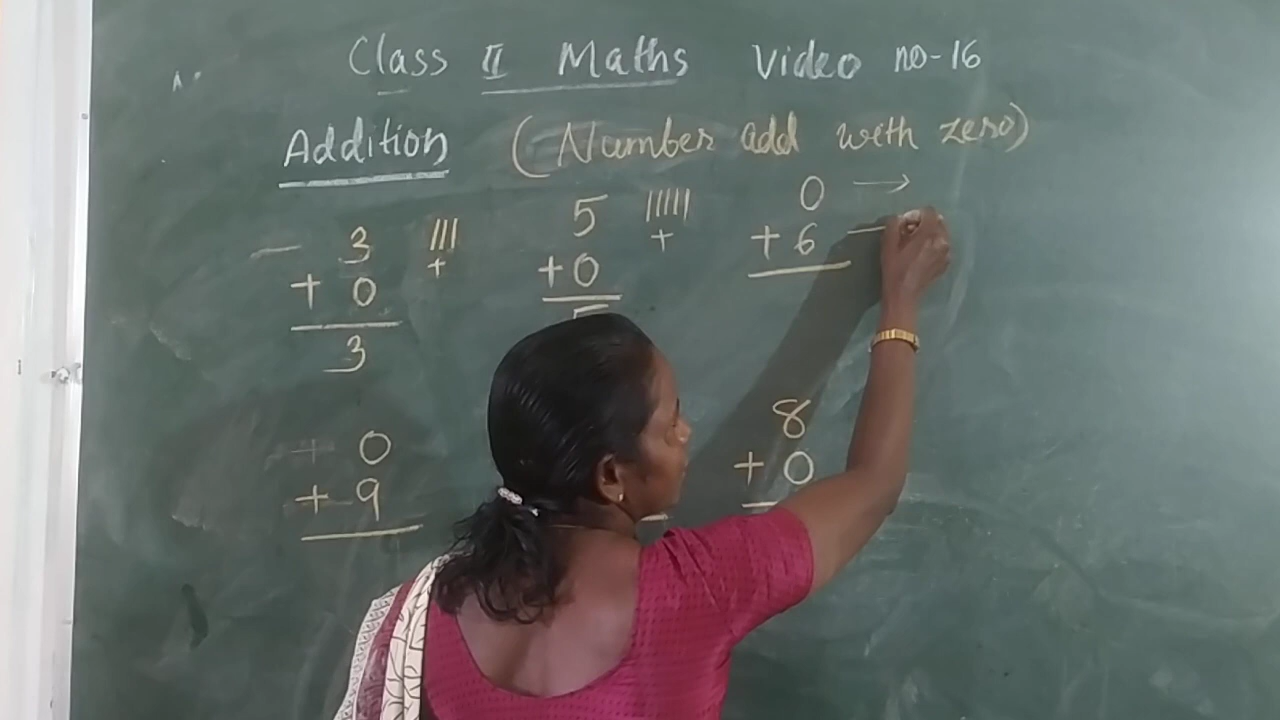 Class II Maths Video no-16
Addition (Number add with zero)
3 |||
+ 0 +
3
5 |||||
+ 0 +
5
0 →
+ 6 —
0
+ 9
8
+ 0